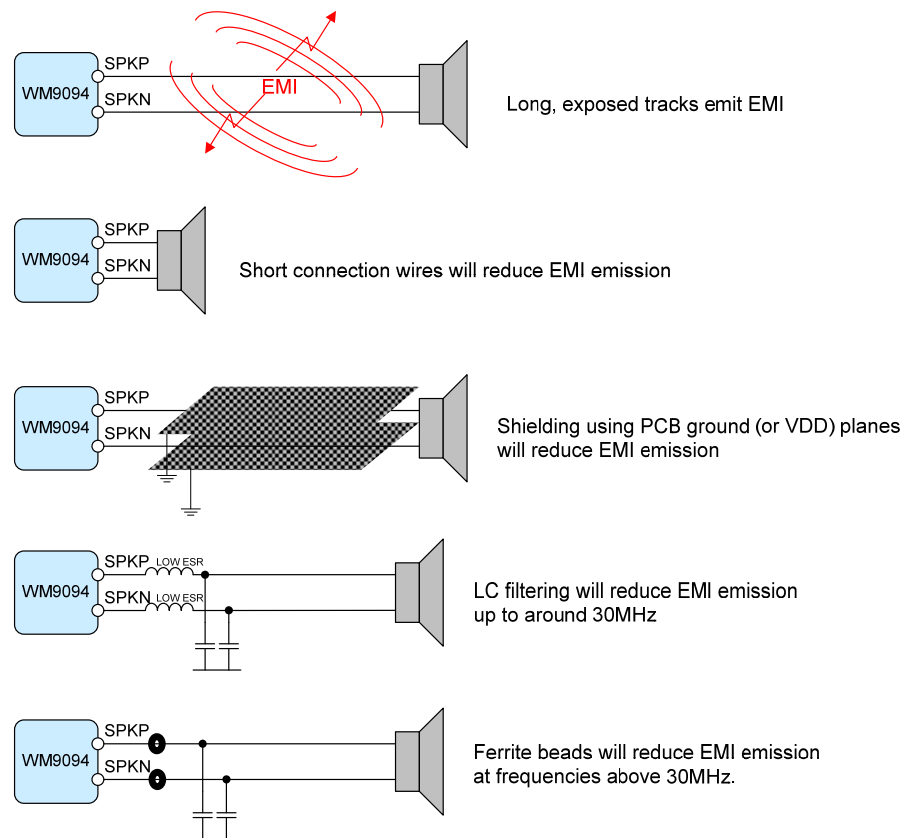 SPKP
WM9094
SPKN
EMI
Long, exposed tracks emit EMI
SPKP
WM9094
SPKN
Short connection wires will reduce EMI emission
SPKP
WM9094
SPKN
Shielding using PCB ground (or VDD) planes
will reduce EMI emission
SPKP LOW ESR
WM9094
SPKN LOW ESR
LC filtering will reduce EMI emission
up to around 30MHz
SPKP
WM9094
SPKN
Ferrite beads will reduce EMI emission
at frequencies above 30MHz.